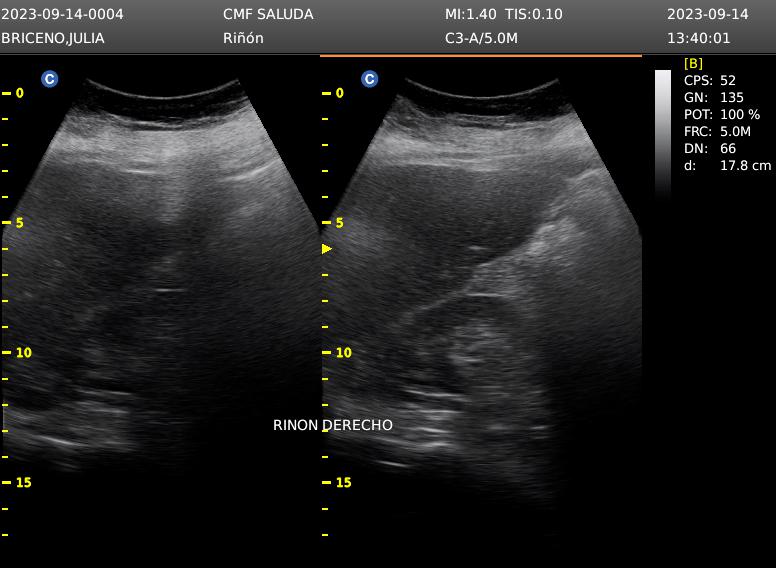 2023-09-14-0004 CMF SALUDA MI:1.40 TIS:0.10 2023-09-14
BRICENO,JULIA Riñón C3-A/5.0M 13:40:01
[B]
CPS: 52
GN: 135
POT: 100 %
FRC: 5.0M
DN: 66
d: 17.8 cm
C C
0 0
5 5
10 10
RINON DERECHO
15 15